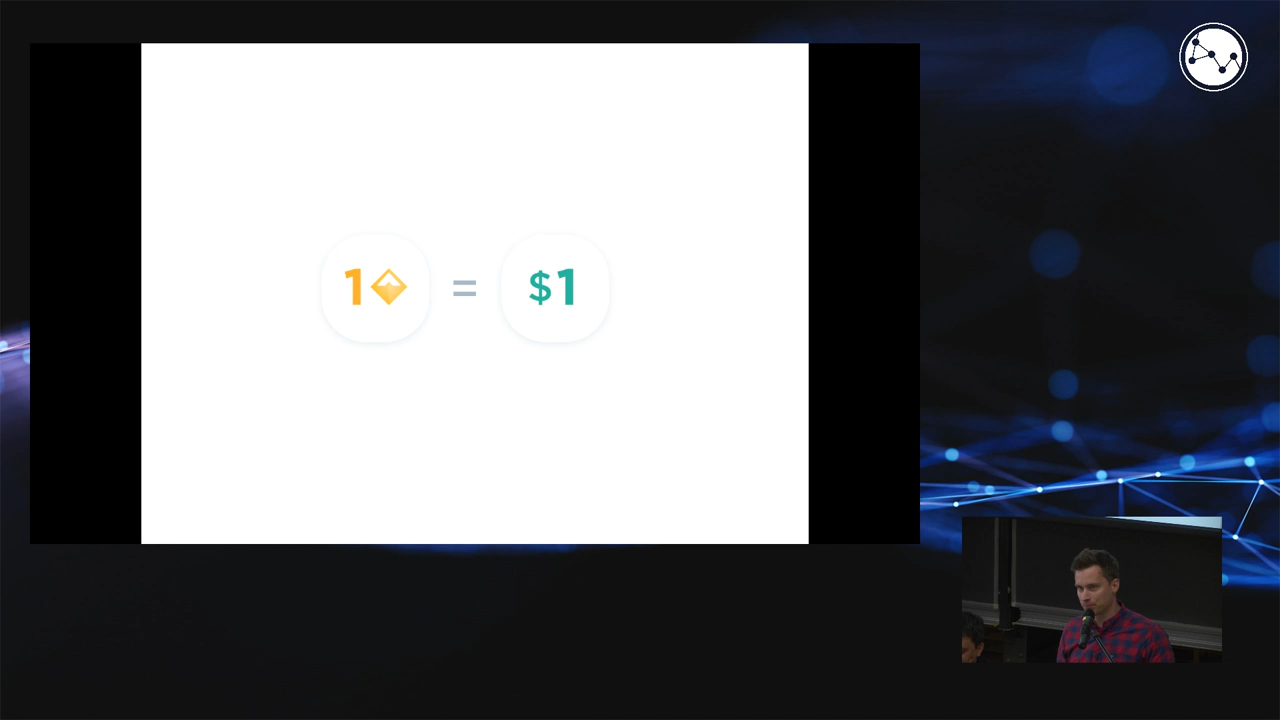 1 = $1